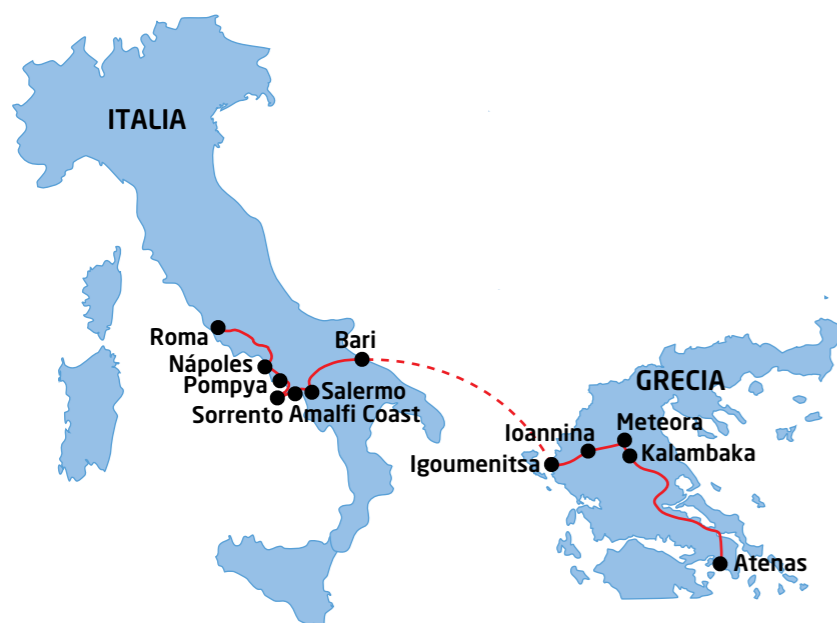 ITALIA
Roma
Bari
Nápoles
Pompya
Salermo
Sorrento
Amalfi Coast
GRECIA
Meteora
Ioannina
Kalambaka
Igoumenitsa
Atenas